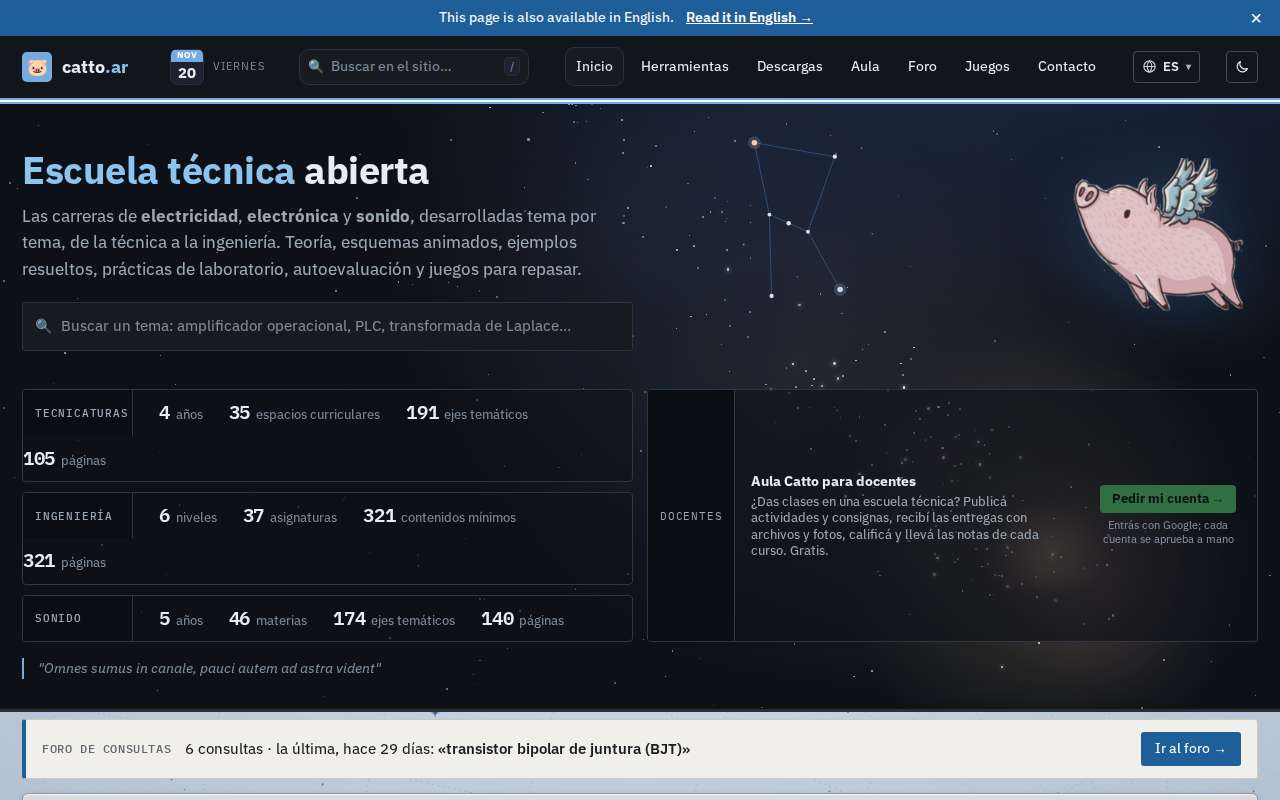 This page is also available in English. Read it in English →
×
catto.ar
NOV
20
VIERNES
Buscar en el sitio...
/
Inicio
Herramientas
Descargas
Aula
Foro
Juegos
Contacto
ES
Escuela técnica abierta
Las carreras de electricidad, electrónica y sonido, desarrolladas tema por
tema, de la técnica a la ingeniería. Teoría, esquemas animados, ejemplos
resueltos, prácticas de laboratorio, autoevaluación y juegos para repasar.
Buscar un tema: amplificador operacional, PLC, transformada de Laplace...
TECNICATURAS 4 años 35 espacios curriculares 191 ejes temáticos
105 páginas
INGENIERÍA 6 niveles 37 asignaturas 321 contenidos mínimos
321 páginas
SONIDO 5 años 46 materias 174 ejes temáticos 140 páginas
DOCENTES
Aula Catto para docentes
¿Das clases en una escuela técnica? Publicá
actividades y consignas, recibí las entregas con
archivos y fotos, calificá y llevá las notas de cada
curso. Gratis.
Pedir mi cuenta →
Entrás con Google; cada
cuenta se aprueba a mano
"Omnes sumus in canale, pauci autem ad astra vident"
FORO DE CONSULTAS 6 consultas · la última, hace 29 días: «transistor bipolar de juntura (BJT)»
Ir al foro →